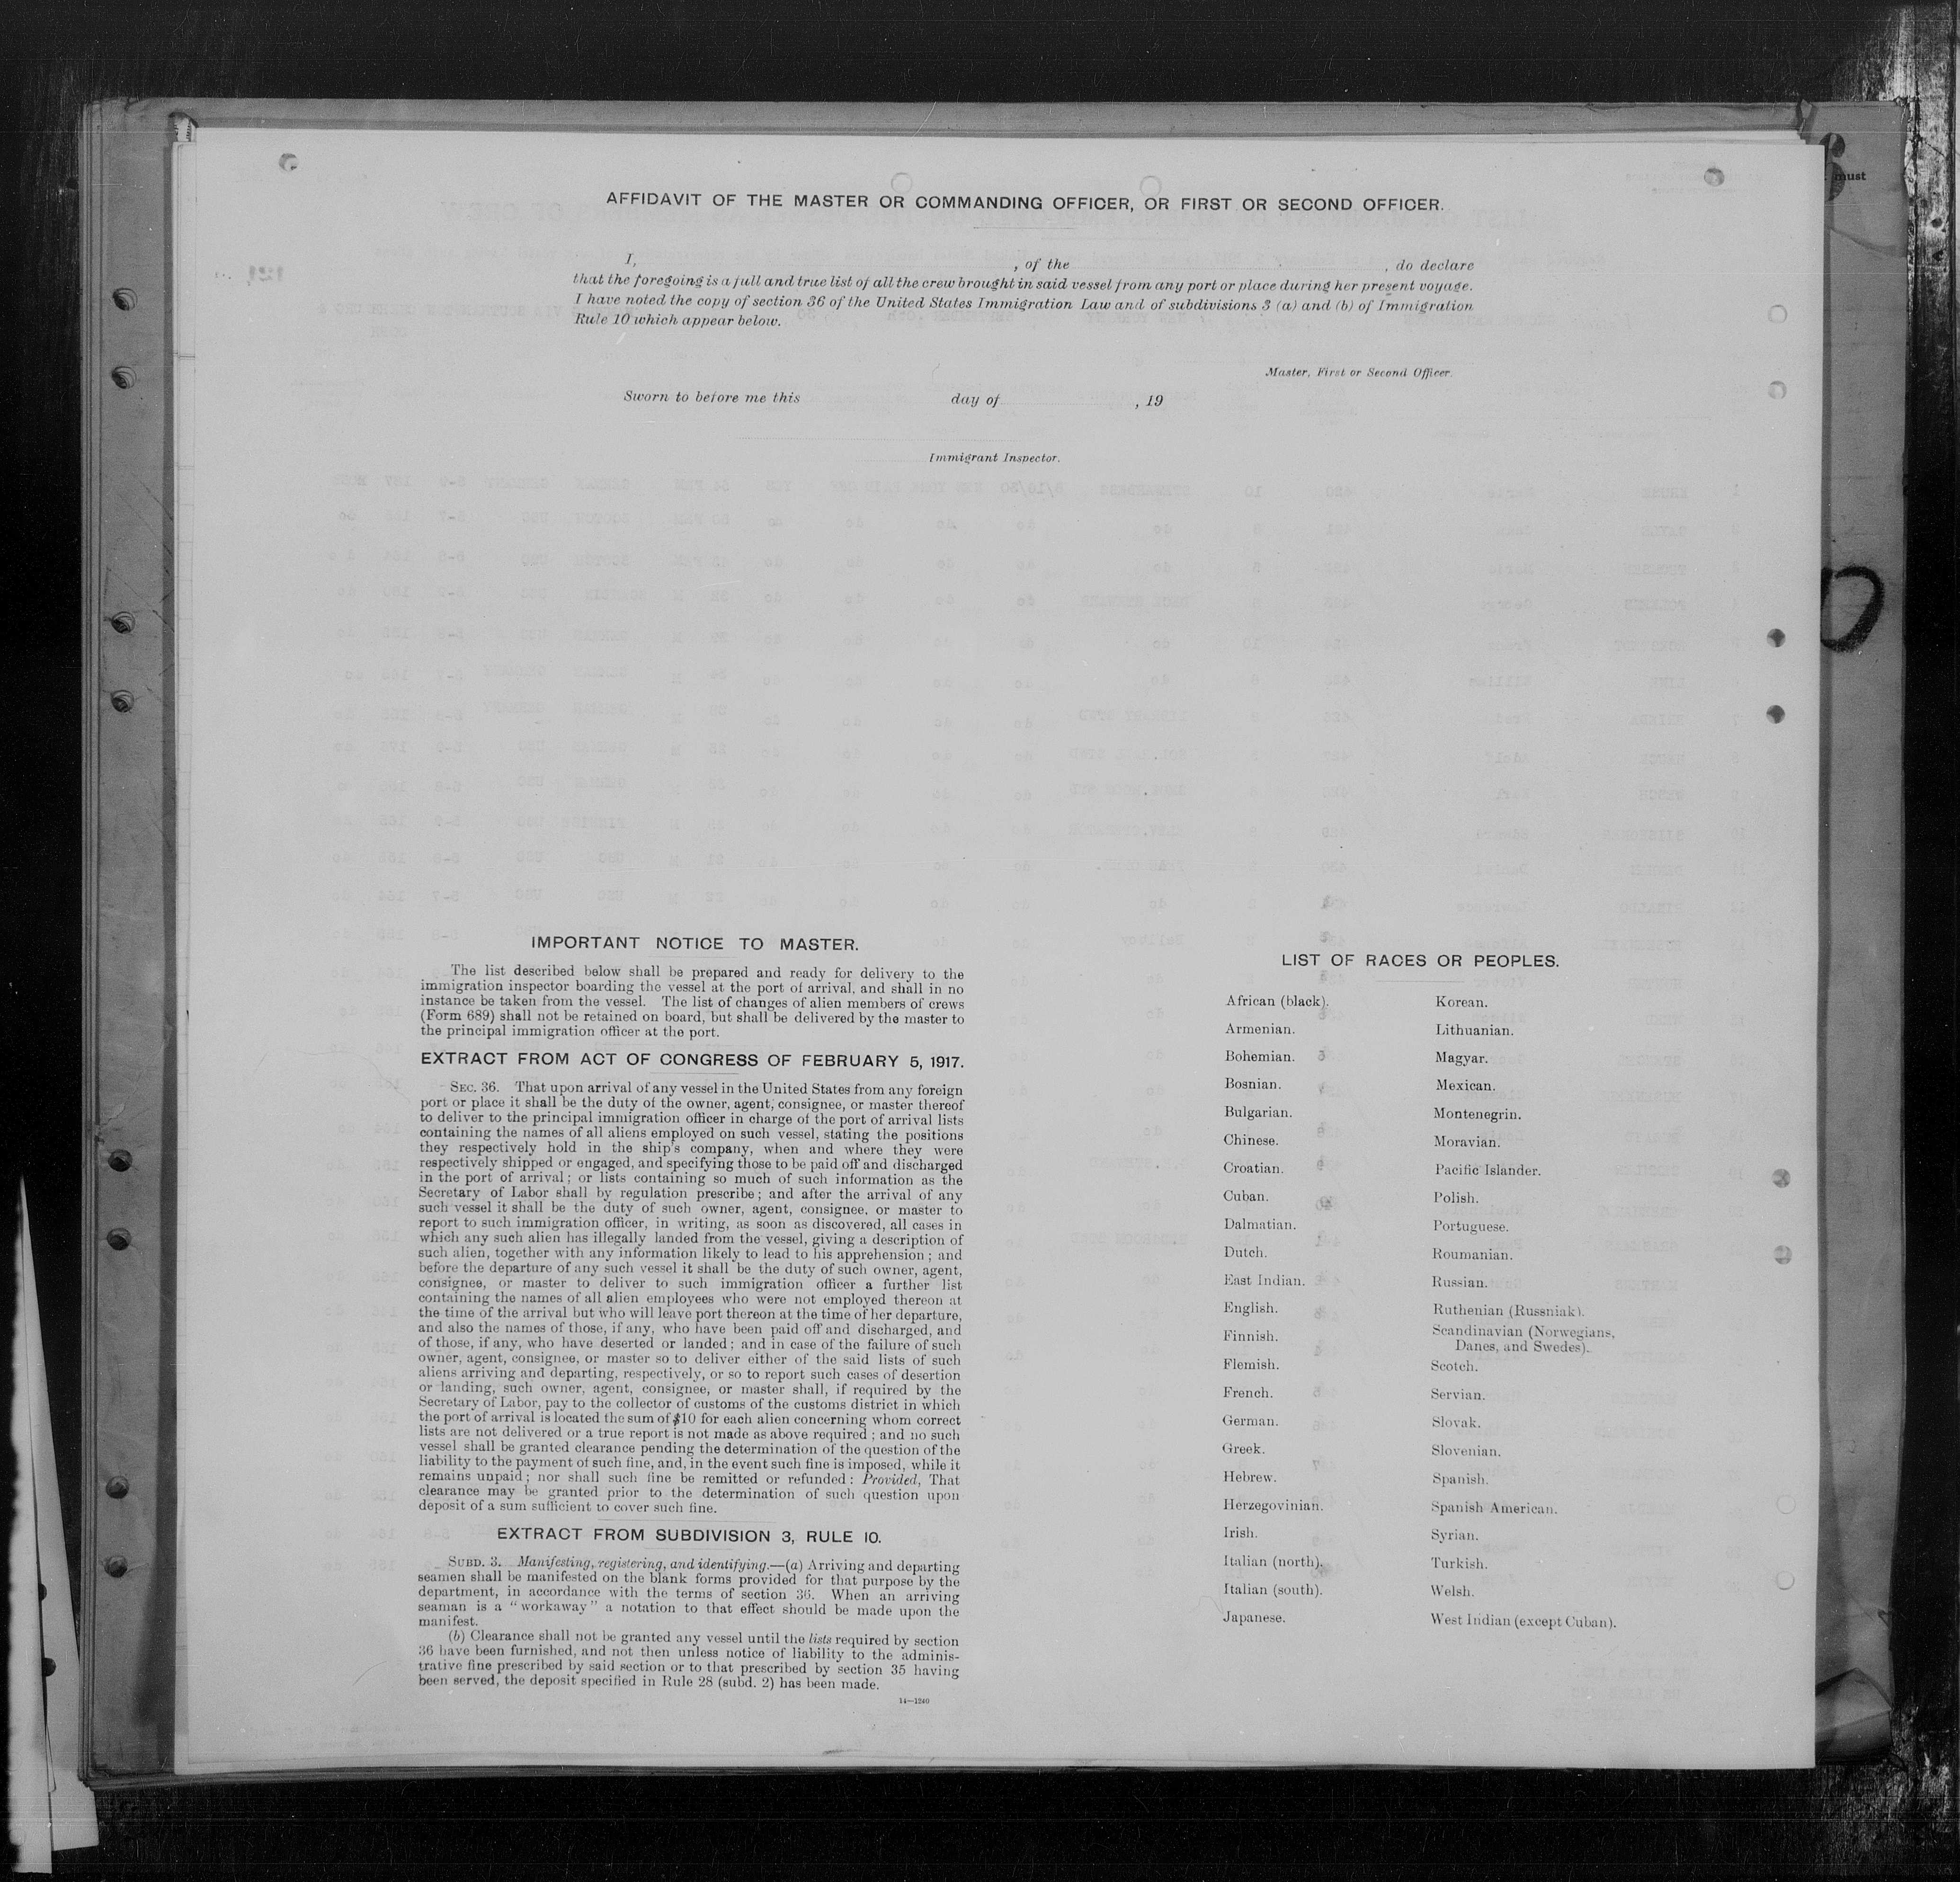 must
AFFIDAVIT OF THE MASTER OR COMMANDING OFFICER, OR FIRST OR SECOND OFFICER.
I, , of the , do declare
that the foregoing is a full and true list of all the crew brought in said vessel from any port or place during her present voyage.
I have noted the copy of section 36 of the United States Immigration Law and of subdivisions 3 (a) and (b) of Immigration
Rule 10 which appear below.
Master, First or Second Officer.
Sworn to before me this day of , 19
Immigrant Inspector.
IMPORTANT NOTICE TO MASTER.
The list described below shall be prepared and ready for delivery to the
immigration inspector boarding the vessel at the port of arrival, and shall in no
instance be taken from the vessel. The list of changes of alien members of crews
(Form 689) shall not be retained on board, but shall be delivered by the master to
the principal immigration officer at the port.
EXTRACT FROM ACT OF CONGRESS OF FEBRUARY 5, 1917.
SEC. 36. That upon arrival of any vessel in the United States from any foreign
port or place it shall be the duty of the owner, agent, consignee, or master thereof
to deliver to the principal immigration officer in charge of the port of arrival lists
containing the names of all aliens employed on such vessel, stating the positions
they respectively hold in the ship's company, when and where they were
respectively shipped or engaged, and specifying those to be paid off and discharged
in the port of arrival; or lists containing so much of such information as the
Secretary of Labor shall by regulation prescribe; and after the arrival of any
such vessel it shall be the duty of such owner, agent, consignee, or master to
report to such immigration officer, in writing, as soon as discovered, all cases in
which any such alien has illegally landed from the vessel, giving a description of
such alien, together with any information likely to lead to his apprehension; and
before the departure of any such vessel it shall be the duty of such owner, agent,
consignee, or master to deliver to such immigration officer a further list
containing the names of all alien employees who were not employed thereon at
the time of the arrival but who will leave port thereon at the time of her departure,
and also the names of those, if any, who have been paid off and discharged, and
of those, if any, who have deserted or landed; and in case of the failure of such
owner, agent, consignee, or master so to deliver either of the said lists of such
aliens arriving and departing, respectively, or so to report such cases of desertion
or landing, such owner, agent, consignee, or master shall, if required by the
Secretary of Labor, pay to the collector of customs of the customs district in which
the port of arrival is located the sum of $10 for each alien concerning whom correct
lists are not delivered or a true report is not made as above required; and no such
vessel shall be granted clearance pending the determination of the question of the
liability to the payment of such fine, and, in the event such fine is imposed, while it
remains unpaid; nor shall such fine be remitted or refunded: Provided, That
clearance may be granted prior to the determination of such question upon
deposit of a sum sufficient to cover such fine.
EXTRACT FROM SUBDIVISION 3, RULE 10.
SUBD. 3. Manifesting, registering, and identifying.—(a) Arriving and departing
seamen shall be manifested on the blank forms provided for that purpose by the
department, in accordance with the terms of section 36. When an arriving
seaman is a "workaway" a notation to that effect should be made upon the
manifest.
(b) Clearance shall not be granted any vessel until the lists required by section
36 have been furnished, and not then unless notice of liability to the adminis-
trative fine prescribed by said section or to that prescribed by section 35 having
been served, the deposit specified in Rule 28 (subd. 2) has been made.
14—1240
LIST OF RACES OR PEOPLES.
African (black).
Armenian.
Bohemian.
Bosnian.
Bulgarian.
Chinese.
Croatian.
Cuban.
Dalmatian.
Dutch.
East Indian.
English.
Finnish.
Flemish.
French.
German.
Greek.
Hebrew.
Herzegovinian.
Irish.
Italian (north).
Italian (south).
Japanese.
Korean.
Lithuanian.
Magyar.
Mexican.
Montenegrin.
Moravian.
Pacific Islander.
Polish.
Portuguese.
Roumanian.
Russian.
Ruthenian (Russniak).
Scandinavian (Norwegians,
Danes, and Swedes).
Scotch.
Servian.
Slovak.
Slovenian.
Spanish.
Spanish American.
Syrian.
Turkish.
Welsh.
West Indian (except Cuban).